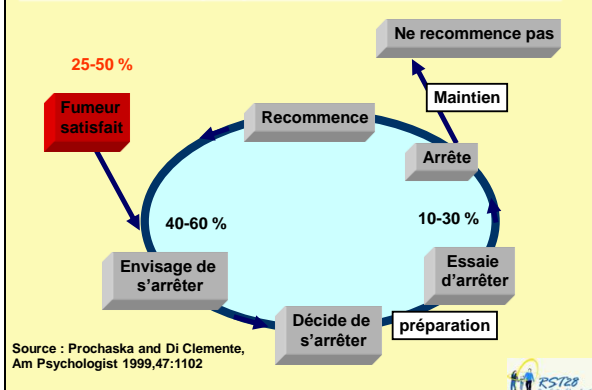 Ne recommence pas
25-50 %
Maintien
Fumeur
satisfait
Recommence
Arrête
40-60 %
10-30 %
Envisage de
s’arrêter
Essaie
d’arrêter
Décide de
s’arrêter
préparation
Source : Prochaska and Di Clemente,
Am Psychologist 1999,47:1102
RST28